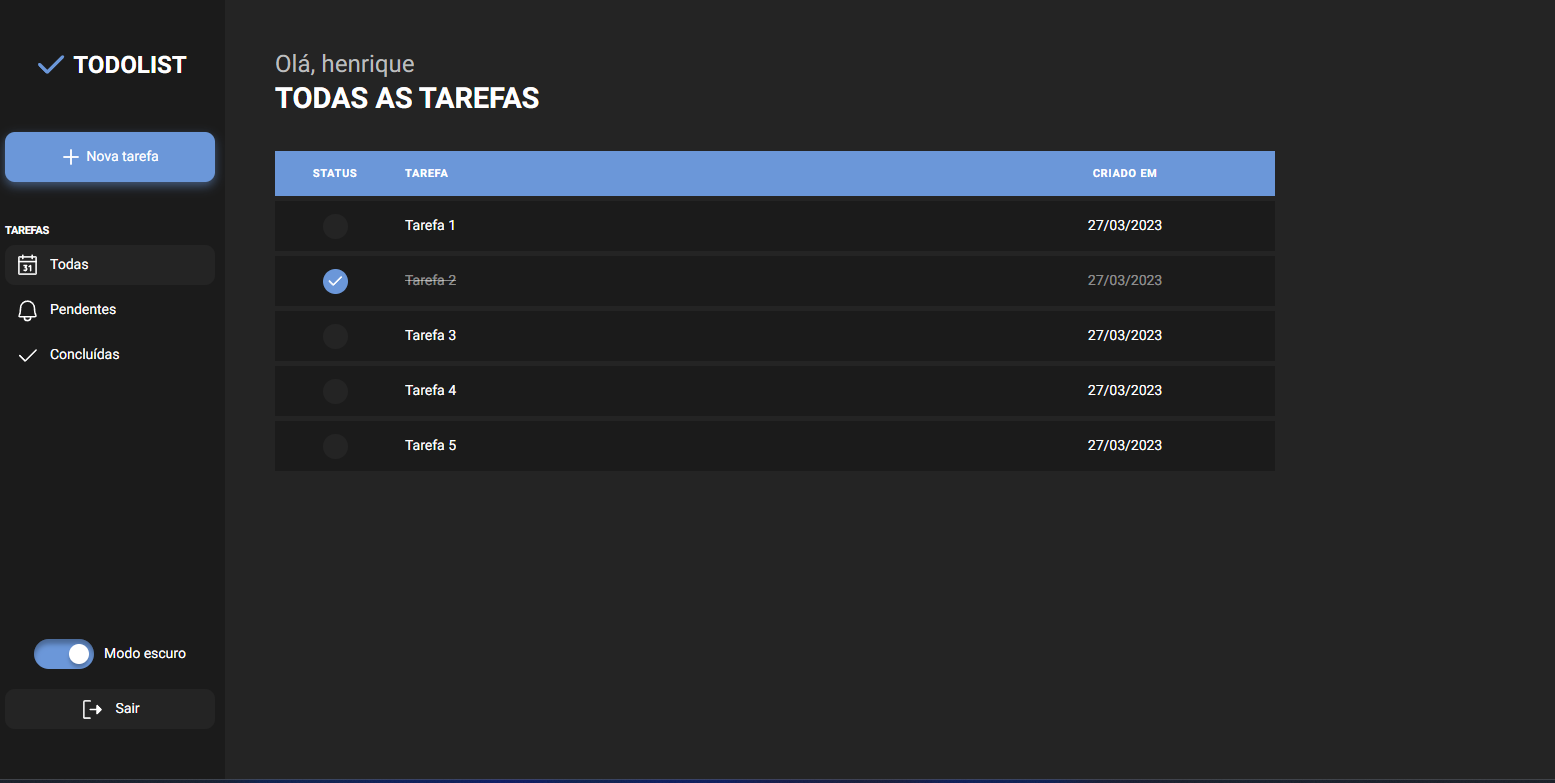 TODOLIST
Nova tarefa
TAREFAS
31
Todas
Pendentes
Concluídas
Modo escuro
Sair
Olá, henrique
TODAS AS TAREFAS
STATUS TAREFA CRIADO EM
Tarefa 1 27/03/2023
Tarefa 2 27/03/2023
Tarefa 3 27/03/2023
Tarefa 4 27/03/2023
Tarefa 5 27/03/2023